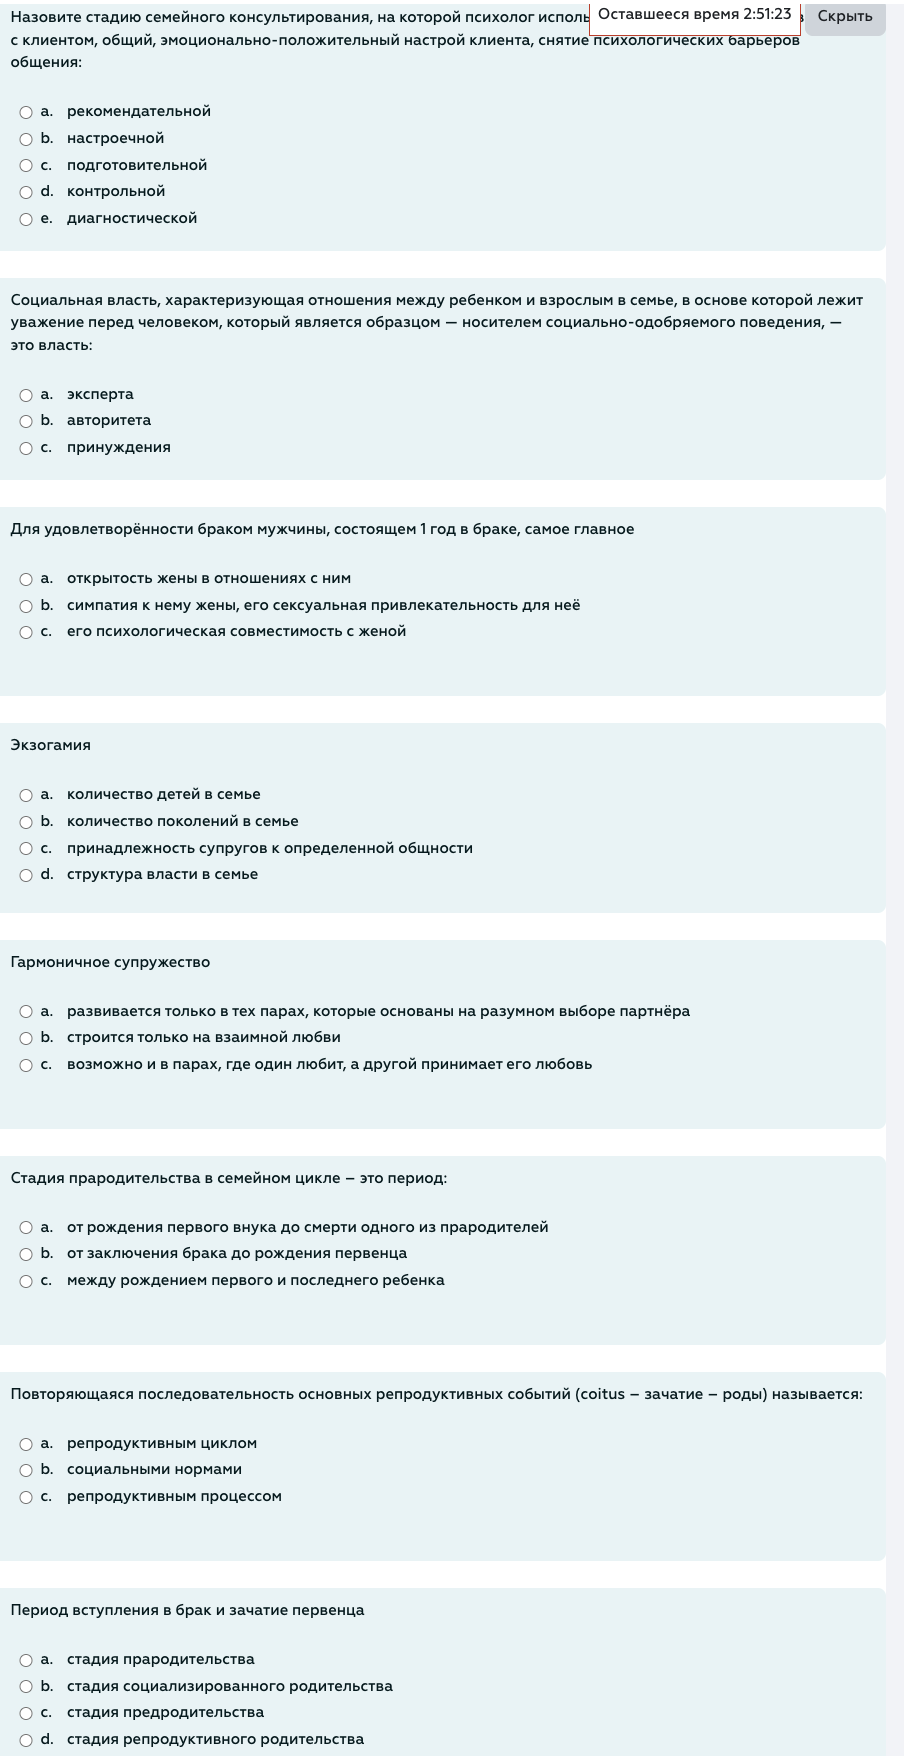 Назовите стадию семейного консультирования, на которой психолог
Оставшееся время 2:51:23
Скрыть
с клиентом, общий, эмоционально-положительный настрой клиента, снятие психологических барьеров
общения:
a. рекомендательной
b. настроечной
c. подготовительной
d. контрольной
e. диагностической
Социальная власть, характеризующая отношения между ребенком и взрослым в семье, в основе которой лежит
уважение перед человеком, который является образцом — носителем социально-одобряемого поведения, —
это власть:
a. эксперта
b. авторитета
c. принуждения
Для удовлетворённости браком мужчины, состоящем 1 год в браке, самое главное
a. открытость жены в отношениях с ним
b. симпатия к нему жены, его сексуальная привлекательность для неё
c. его психологическая совместимость с женой
Экзогамия
a. количество детей в семье
b. количество поколений в семье
c. принадлежность супругов к определенной общности
d. структура власти в семье
Гармоничное супружество
a. развивается только в тех парах, которые основаны на разумном выборе партнёра
b. строится только на взаимной любви
c. возможно и в парах, где один любит, а другой принимает его любовь
Стадия прародительства в семейном цикле – это период:
a. от рождения первого внука до смерти одного из прародителей
b. от заключения брака до рождения первенца
c. между рождением первого и последнего ребенка
Повторяющаяся последовательность основных репродуктивных событий (coitus – зачатие – роды) называется:
a. репродуктивным циклом
b. социальными нормами
c. репродуктивным процессом
Период вступления в брак и зачатие первенца
a. стадия прародительства
b. стадия социализированного родительства
c. стадия предродительства
d. стадия репродуктивного родительства